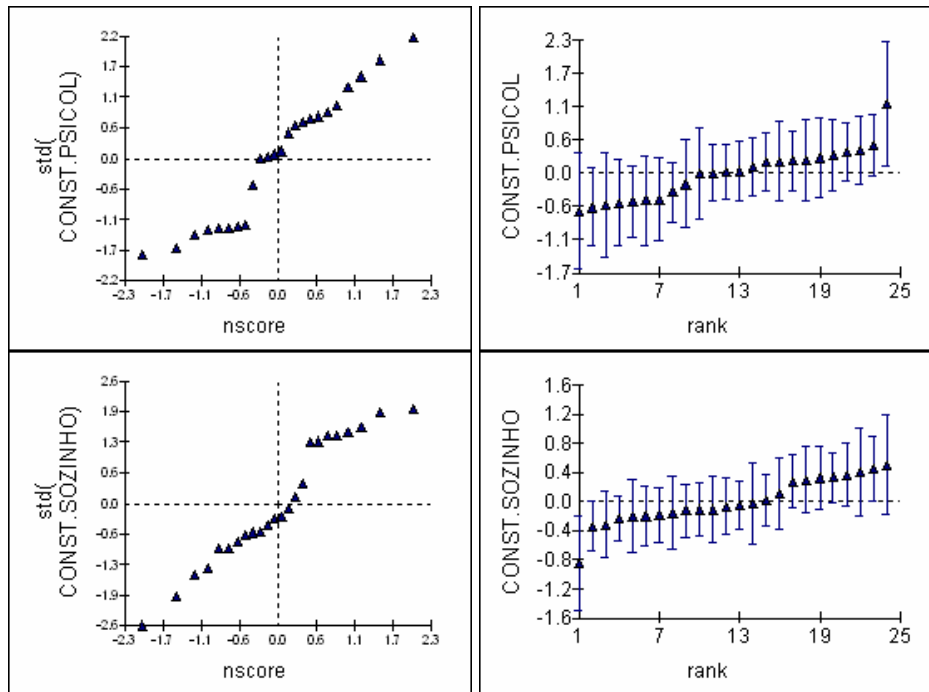 std(
CONST.PSICOL)
2.2
1.7
1.1
0.6
0.0
-0.6
-1.1
-1.7
-2.2
-2.3 -1.7 -1.1 -0.6 0.0 0.6 1.1 1.7 2.3
nscore
CONST.PSICOL
2.3
1.7
1.1
0.6
0.0
-0.6
-1.1
-1.7
1 7 13 19 25
rank
std(
CONST.SOZINHO)
2.6
1.9
1.3
0.6
0.0
-0.6
-1.3
-1.9
-2.6
-2.3 -1.7 -1.1 -0.6 0.0 0.6 1.1 1.7 2.3
nscore
CONST.SOZINHO
1.6
1.2
0.8
0.4
0.0
-0.4
-0.8
-1.2
-1.6
1 7 13 19 25
rank